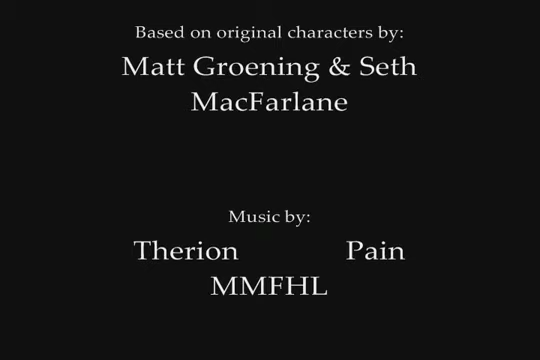 Based on original characters by:
Matt Groening & Seth
MacFarlane
Music by:
Therion Pain
MMFHL